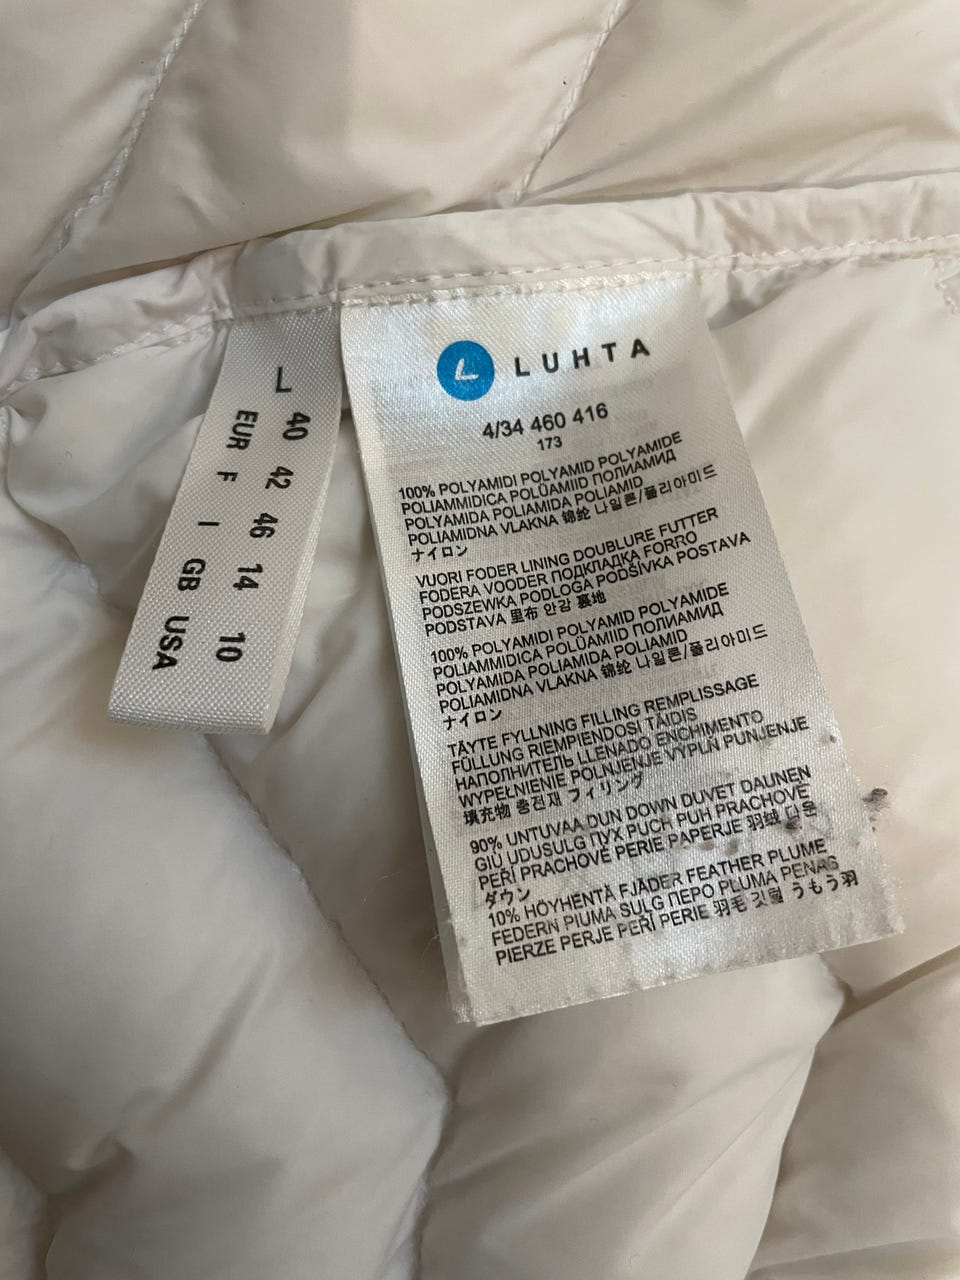 L
40 42 46 14 10
EUR F I GB USA
L LUHTA
4/34 460 416
173
100% POLYAMIDI POLYAMID POLYAMIDE
POLIAMMIDICA POLÜAMIID ПОЛИАМИД
POLYAMIDA POLIAMIDA POLIAMID
POLIAMIDNA VLAKNA 锦纶 나일론/폴리아미드
ナイロン
VUORI FODER LINING DOUBLURE FUTTER
FODERA VOODER ПОДКЛАДКА FORRO
PODSZEWKA PODLOGA PODŠÍVKA POSTAVA
PODSTAVA 里布 안감 裏地
100% POLYAMIDI POLYAMID POLYAMIDE
POLIAMMIDICA POLÜAMIID ПОЛИАМИД
POLYAMIDA POLIAMIDA POLIAMID
POLIAMIDNA VLAKNA 锦纶 나일론/폴리아미드
ナイロン
TÄYTE FYLLNING FILLING REMPLISSAGE
FÜLLUNG RIEMPIENDOSI TÄIDIS
НАПОЛНИТЕЛЬ LLENADO ENCHIMENTO
WYPEŁNIENIE POLNJENJE VÝPLŇ PUNJENJE
填充物 충전재 フィリング
90% UNTUVAA DUN DOWN DUVET DAUNEN
GIÙ UDUSULG ПУХ PUCH PUH PRACHOVÉ
PEŘÍ PRACHOVÉ PERIE PAPERJE 羽绒 다운
ダウン
10% HÖYHENTÄ FJÄDER FEATHER PLUME
FEDERN PIUMA SULG ПЕРО PLUMA PENAS
PIERZE PERJE PEŘÍ PERIE 羽毛 깃털 うもう羽